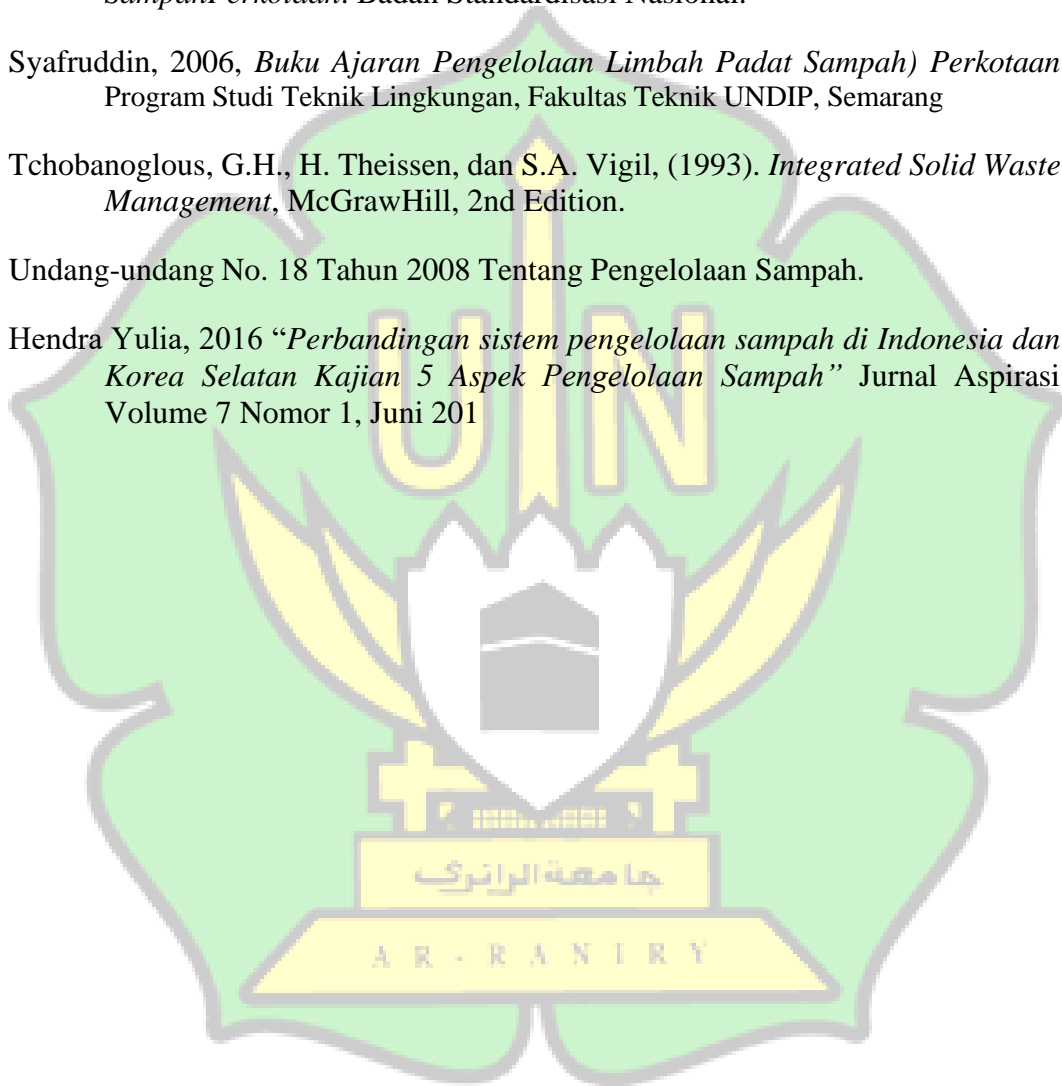 SampahPerkotaan. Badan Standardisasi Nasional.
Syafruddin, 2006, Buku Ajaran Pengelolaan Limbah Padat Sampah) Perkotaan
Program Studi Teknik Lingkungan, Fakultas Teknik UNDIP, Semarang
Tchobanoglous, G.H., H. Theissen, dan S.A. Vigil, (1993). Integrated Solid Waste
Management, McGrawHill, 2nd Edition.
Undang-undang No. 18 Tahun 2008 Tentang Pengelolaan Sampah.
Hendra Yulia, 2016 “Perbandingan sistem pengelolaan sampah di Indonesia dan
Korea Selatan Kajian 5 Aspek Pengelolaan Sampah” Jurnal Aspirasi
Volume 7 Nomor 1, Juni 201
UIN
جامعة الرانري
AR-RANIRY